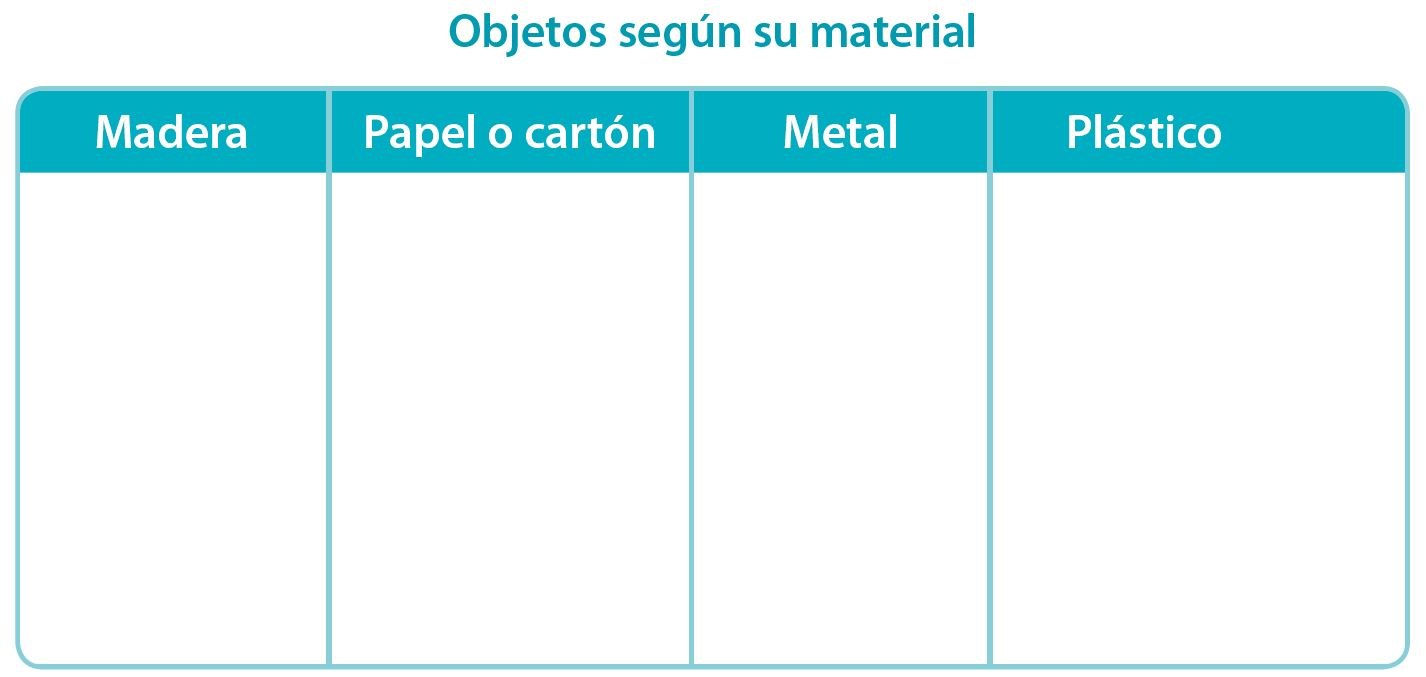 Objetos según su material
Madera Papel o cartón Metal Plástico